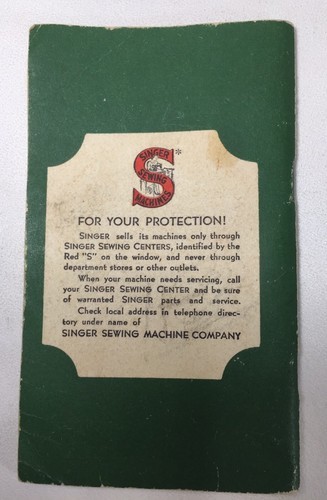 SINGER
SEWING
MACHINES
*
FOR YOUR PROTECTION!
SINGER sells its machines only through
SINGER SEWING CENTERS, identified by the
Red "S" on the window, and never through
department stores or other outlets.
When your machine needs servicing, call
your SINGER SEWING CENTER and be sure
of warranted SINGER parts and service.
Check local address in telephone direc-
tory under name of
SINGER SEWING MACHINE COMPANY